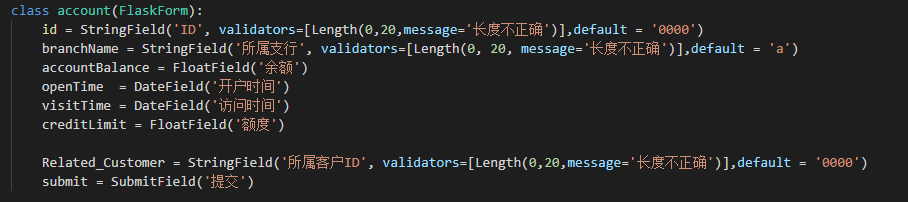 class account(FlaskForm):
    id = StringField('ID', validators=[Length(0,20,message='长度不正确')],default = '0000')
    branchName = StringField('所属支行', validators=[Length(0, 20, message='长度不正确')],default = 'a')
    accountBalance = FloatField('余额')
    openTime  = DateField('开户时间')
    visitTime = DateField('访问时间')
    creditLimit = FloatField('额度')

    Related_Customer = StringField('所属客户ID', validators=[Length(0,20,message='长度不正确')],default = '0000')
    submit = SubmitField('提交')